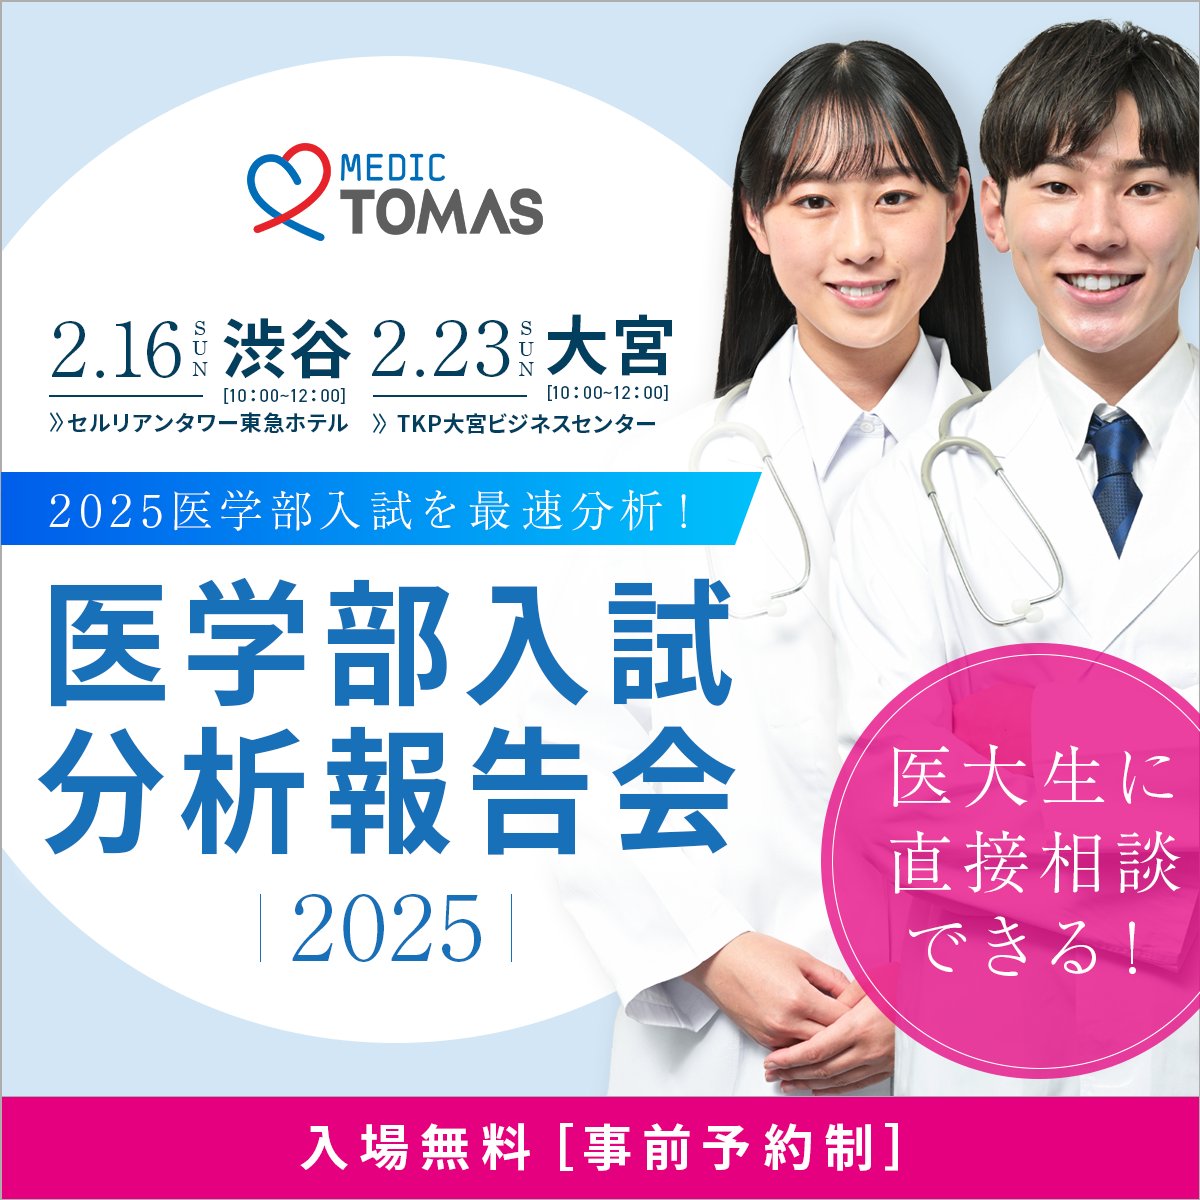 MEDIC
TOMAS
2.16 SUN 渋谷
[10：00~12：00]
》セルリアンタワー東急ホテル
2.23 SUN 大宮
[10：00~12：00]
》TKP大宮ビジネスセンター
2025医学部入試を最速分析！
医学部入試
分析報告会
2025
医大生に
直接相談
できる！
入場無料［事前予約制］